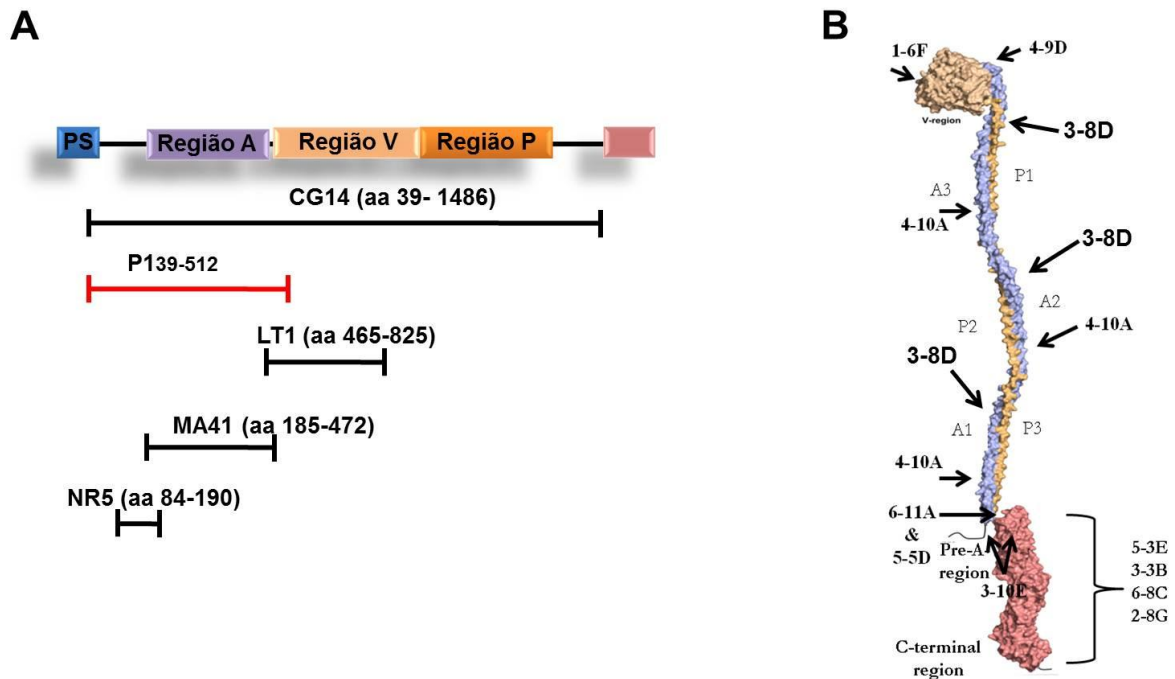 A
PS
Região A
Região V
Região P
CG14 (aa 39- 1486)
P139-512
LT1 (aa 465-825)
MA41 (aa 185-472)
NR5 (aa 84-190)
B
1-6F
4-9D
V-region
3-8D
P1
A3
4-10A
3-8D
A2
P2
4-10A
3-8D
A1
P3
4-10A
6-11A
&
5-5D
Pre-A
region
3-10E
5-3E
3-3B
6-8C
2-8G
C-terminal
region